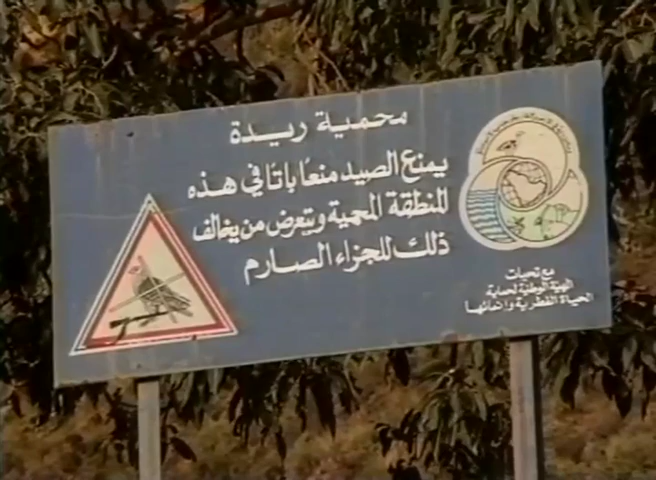 محمية ريدة
يمنع الصيد منعاً باتاً في هذه
المنطقة المحمية ويتعرض من يخالف
ذلك للجزاء الصارم
مع تحيات
الهيئة الوطنية لحماية
الحياة الفطرية وانمائها